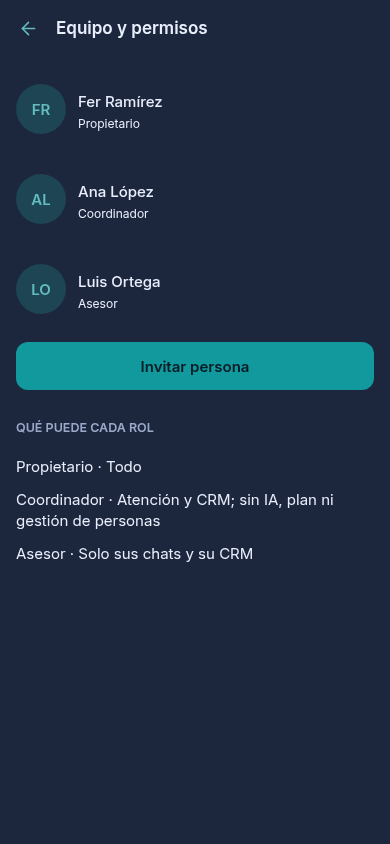 Equipo y permisos
FR
Fer Ramírez
Propietario
AL
Ana López
Coordinador
LO
Luis Ortega
Asesor
Invitar persona
QUÉ PUEDE CADA ROL
Propietario · Todo
Coordinador · Atención y CRM; sin IA, plan ni
gestión de personas
Asesor · Solo sus chats y su CRM